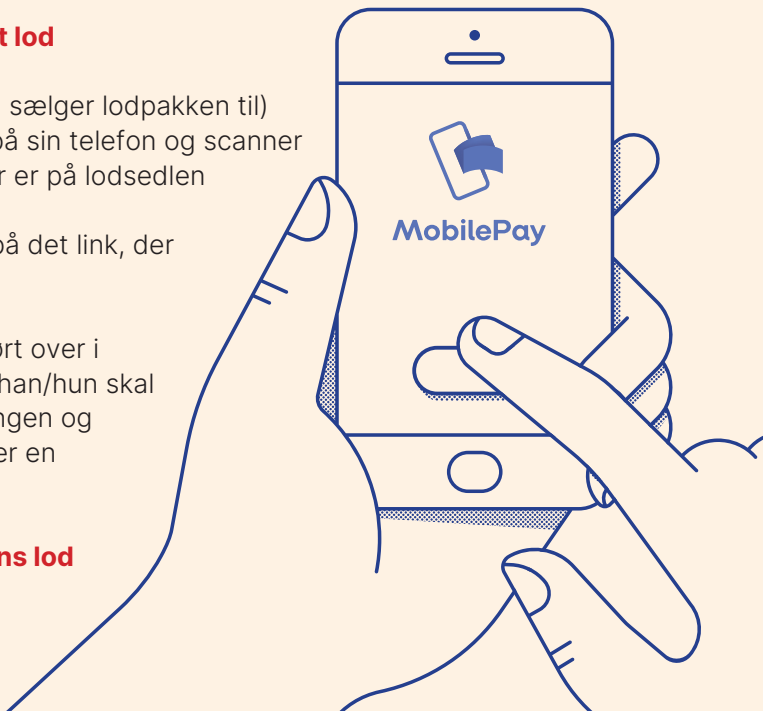 t lod
sælger lodpakken til)
på sin telefon og scanner
r er på lodsedlen
på det link, der
ørt over i
han/hun skal
ngen og
er en
ns lod
MobilePay